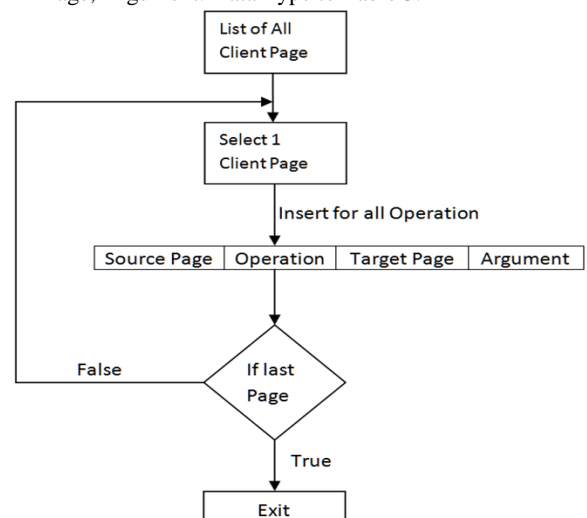 List of All
Client Page
Select 1
Client Page
Insert for all Operation
Source Page Operation Target Page Argument
False
If last
Page
True
Exit